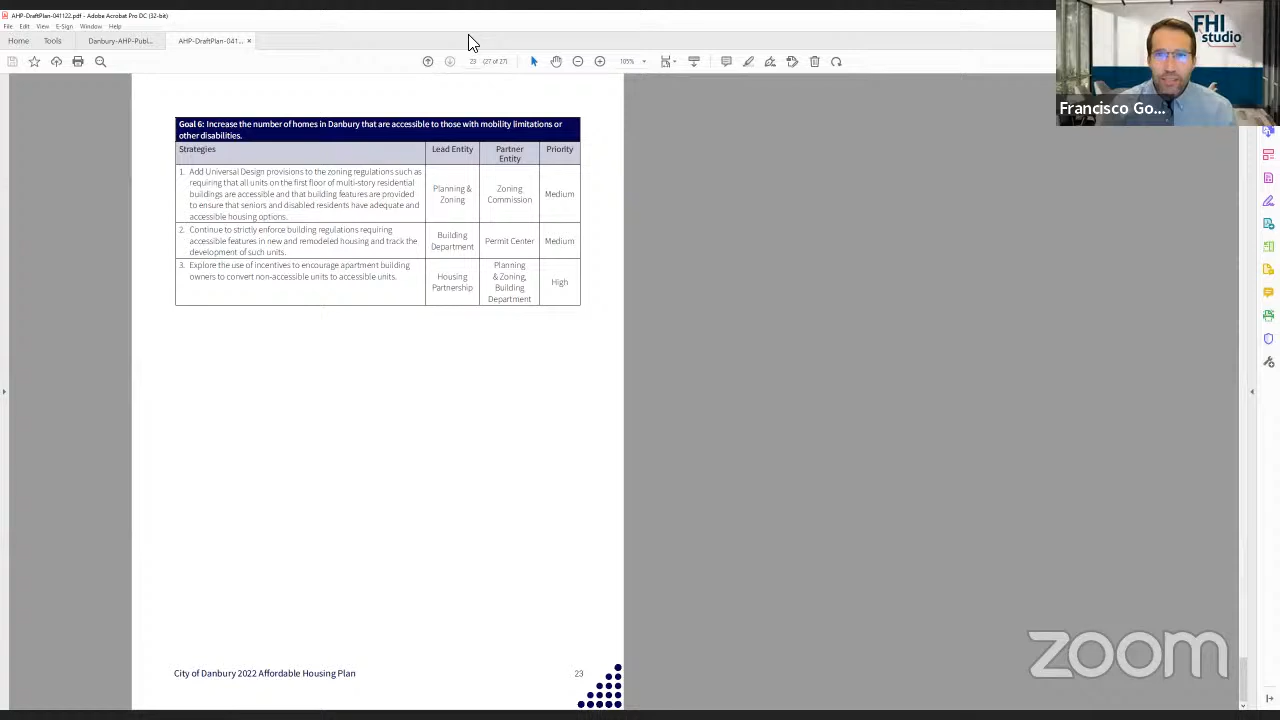 AHP-DraftPlan-041122.pdf - Adobe Acrobat Pro DC (32-bit)
File Edit View E-Sign Window Help
Home Tools Danbury-AHP-Publ... AHP-DraftPlan-041... ×
23 (27 of 27) 105%
FHI
studio
Francisco Go...
Goal 6: Increase the number of homes in Danbury that are accessible to those with mobility limitations or
other disabilities.
Strategies Lead Entity Partner Entity Priority
1. Add Universal Design provisions to the zoning regulations such as
requiring that all units on the first floor of multi-story residential
buildings are accessible and that building features are provided
to ensure that seniors and disabled residents have adequate and
accessible housing options.
Planning &
Zoning
Zoning
Commission
Medium
2. Continue to strictly enforce building regulations requiring
accessible features in new and remodeled housing and track the
development of such units.
Building
Department
Permit Center
Medium
3. Explore the use of incentives to encourage apartment building
owners to convert non-accessible units to accessible units.
Housing
Partnership
Planning
& Zoning,
Building
Department
High
City of Danbury 2022 Affordable Housing Plan 23
zoom